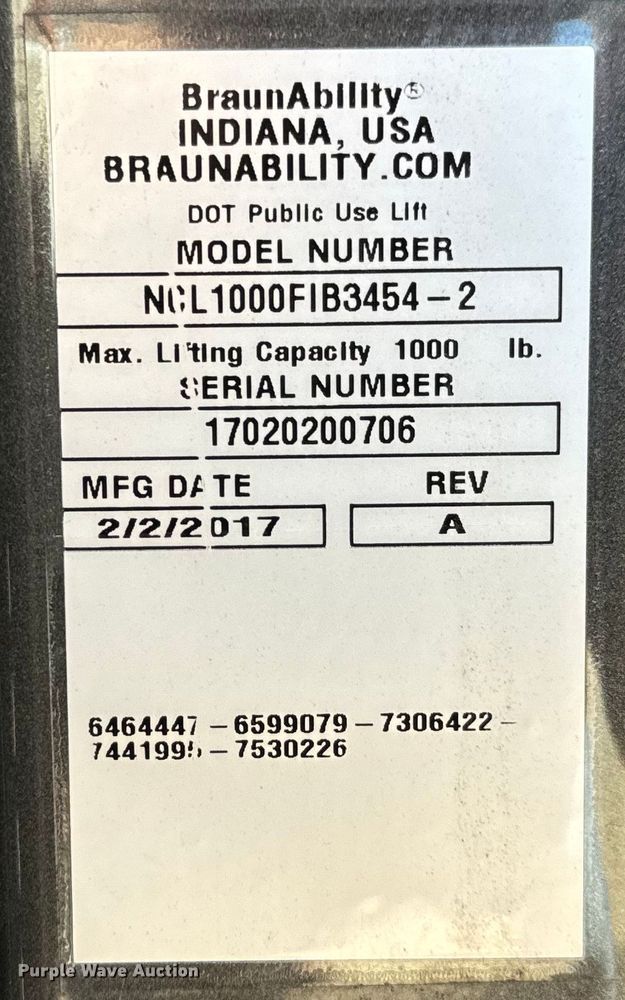 BraunAbility®
INDIANA, USA
BRAUNABILITY.COM
DOT Public Use Lift
MODEL NUMBER
NCL1000FIB3454-2
Max. Lifting Capacity 1000 lb.
SERIAL NUMBER
17020200706
MFG DATE REV
2/2/2017 A
6464447-6599079-7306422-
7441995-7530226
Purple Wave Auction